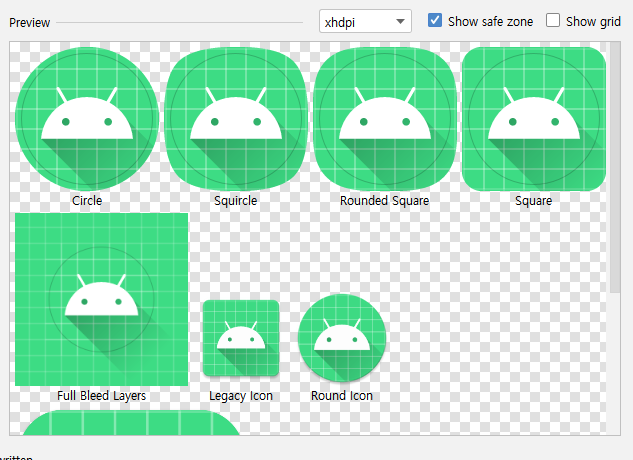 Preview
xhdpi
Show safe zone
Show grid
Circle
Squircle
Rounded Square
Square
Full Bleed Layers
Legacy Icon
Round Icon